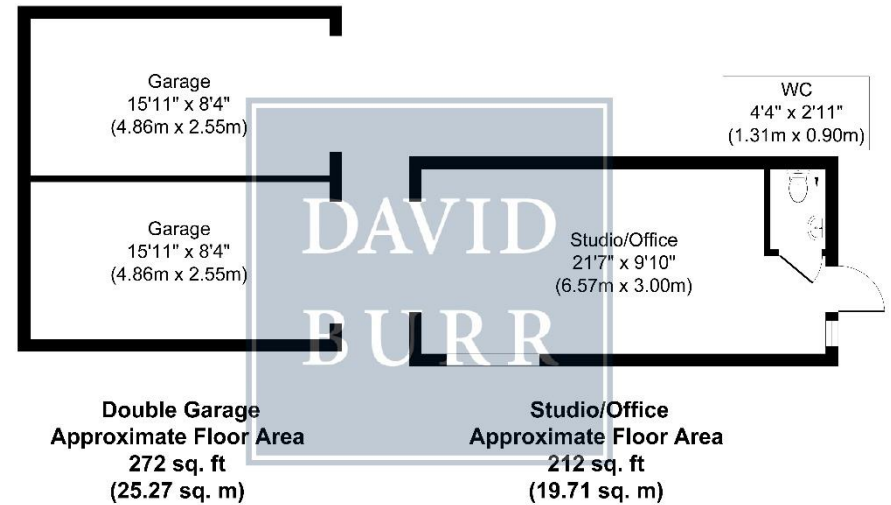 Garage
15'11" x 8'4"
(4.86m x 2.55m)
WC
4'4" x 2'11"
(1.31m x 0.90m)
Garage
15'11" x 8'4"
(4.86m x 2.55m)
DAVID
BURR
Studio/Office
21'7" x 9'10"
(6.57m x 3.00m)
Double Garage
Approximate Floor Area
272 sq. ft
(25.27 sq. m)
Studio/Office
Approximate Floor Area
212 sq. ft
(19.71 sq. m)